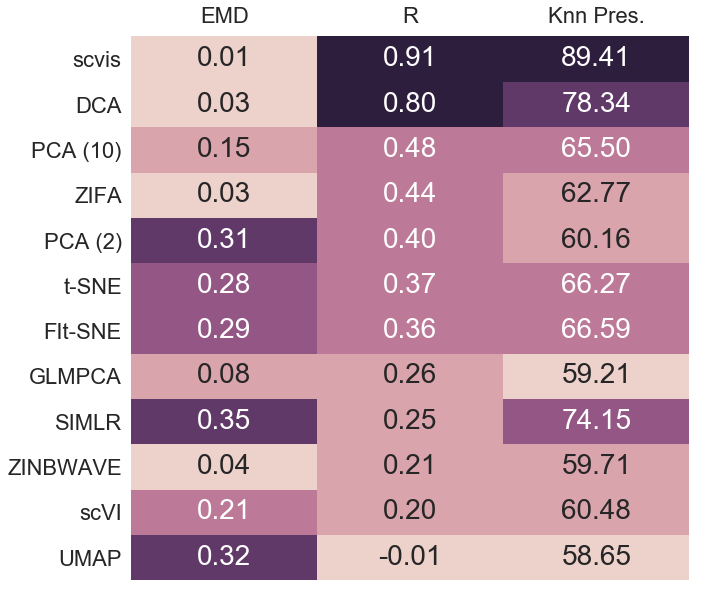 EMD R Knn Pres.
scvis 0.01 0.91 89.41
DCA 0.03 0.80 78.34
PCA (10) 0.15 0.48 65.50
ZIFA 0.03 0.44 62.77
PCA (2) 0.31 0.40 60.16
t-SNE 0.28 0.37 66.27
FIt-SNE 0.29 0.36 66.59
GLMPCA 0.08 0.26 59.21
SIMLR 0.35 0.25 74.15
ZINBWAVE 0.04 0.21 59.71
scVI 0.21 0.20 60.48
UMAP 0.32 -0.01 58.65